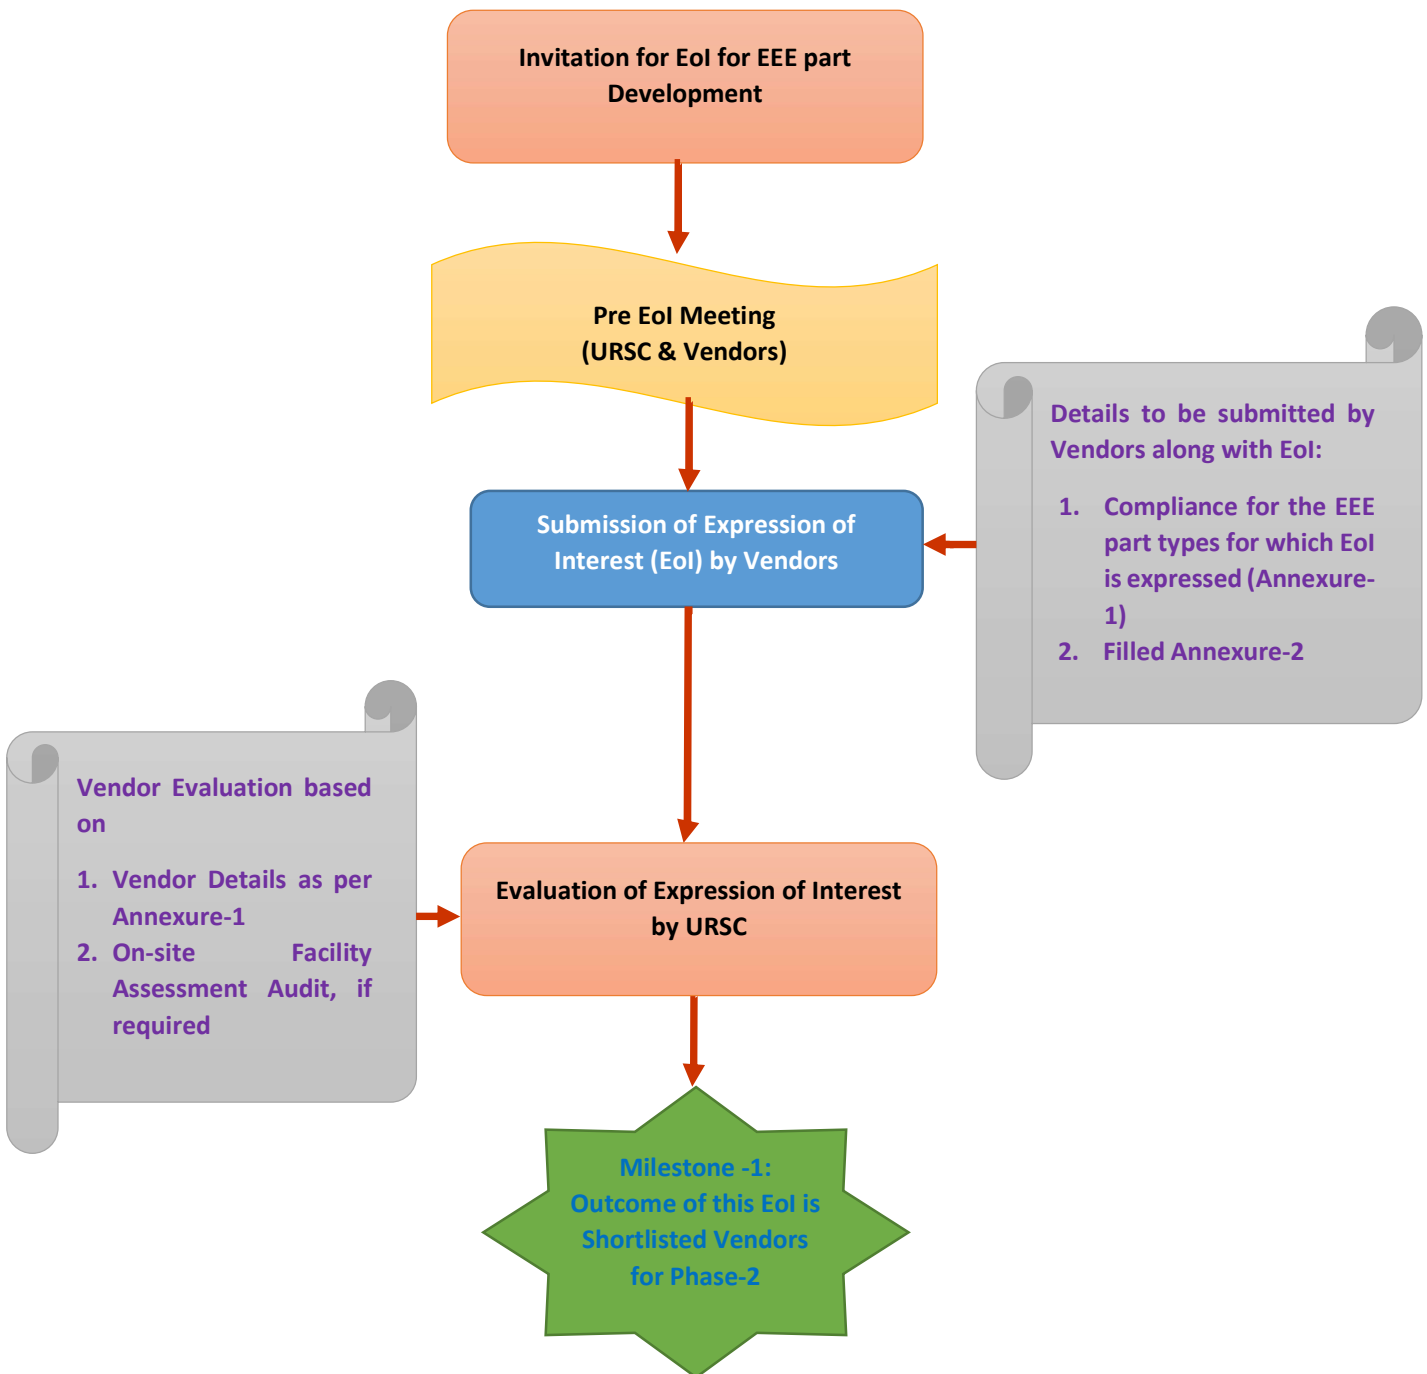 Invitation for EoI for EEE part
Development
Pre EoI Meeting
(URSC & Vendors)
Details to be submitted by
Vendors along with EoI:
1. Compliance for the EEE
part types for which EoI
is expressed (Annexure-
1)
2. Filled Annexure-2
Submission of Expression of
Interest (EoI) by Vendors
Vendor Evaluation based
on
1. Vendor Details as per
Annexure-1
2. On-site Facility
Assessment Audit, if
required
Evaluation of Expression of Interest
by URSC
Milestone -1:
Outcome of this EoI is
Shortlisted Vendors
for Phase-2